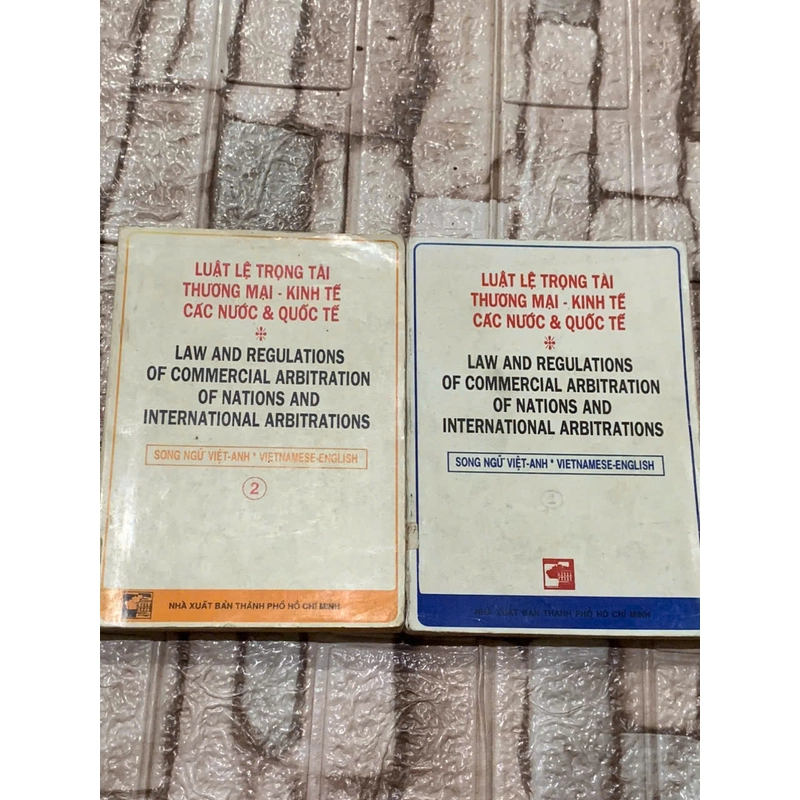 LUẬT LỆ TRỌNG TÀI
THƯƠNG MẠI - KINH TẾ
CÁC NƯỚC & QUỐC TẾ
LAW AND REGULATIONS
OF COMMERCIAL ARBITRATION
OF NATIONS AND
INTERNATIONAL ARBITRATIONS
SONG NGỮ VIỆT-ANH * VIETNAMESE-ENGLISH
2
NHÀ XUẤT BẢN THÀNH PHỐ HỒ CHÍ MINH
LUẬT LỆ TRỌNG TÀI
THƯƠNG MẠI - KINH TẾ
CÁC NƯỚC & QUỐC TẾ
LAW AND REGULATIONS
OF COMMERCIAL ARBITRATION
OF NATIONS AND
INTERNATIONAL ARBITRATIONS
SONG NGỮ VIỆT-ANH * VIETNAMESE-ENGLISH
1
NHÀ XUẤT BẢN THÀNH PHỐ HỒ CHÍ MINH